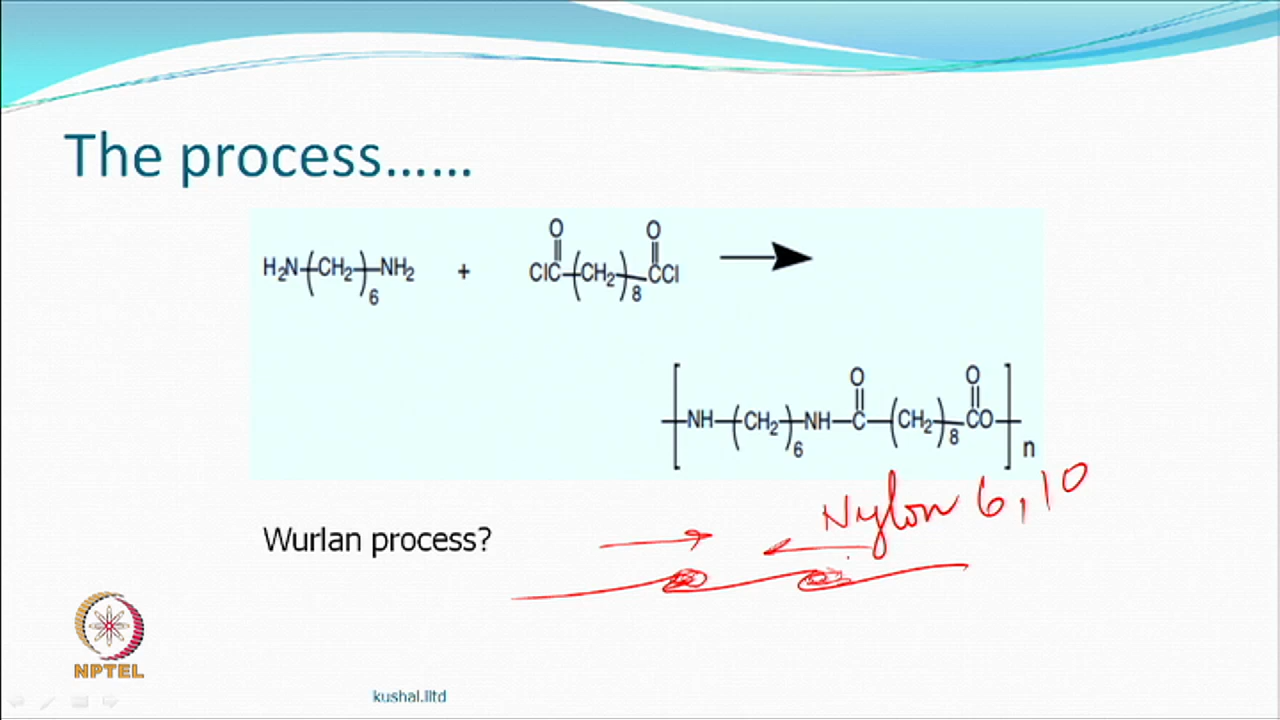 The process......
H₂N-(CH₂)₆-NH₂ + ClC(O)-(CH₂)₈-C(O)Cl →
[-NH-(CH₂)₆-NH-C(O)-(CH₂)₈-C(O)O-]n
Nylon 6,10
Wurlan process?
NPTEL
kushal.iitd